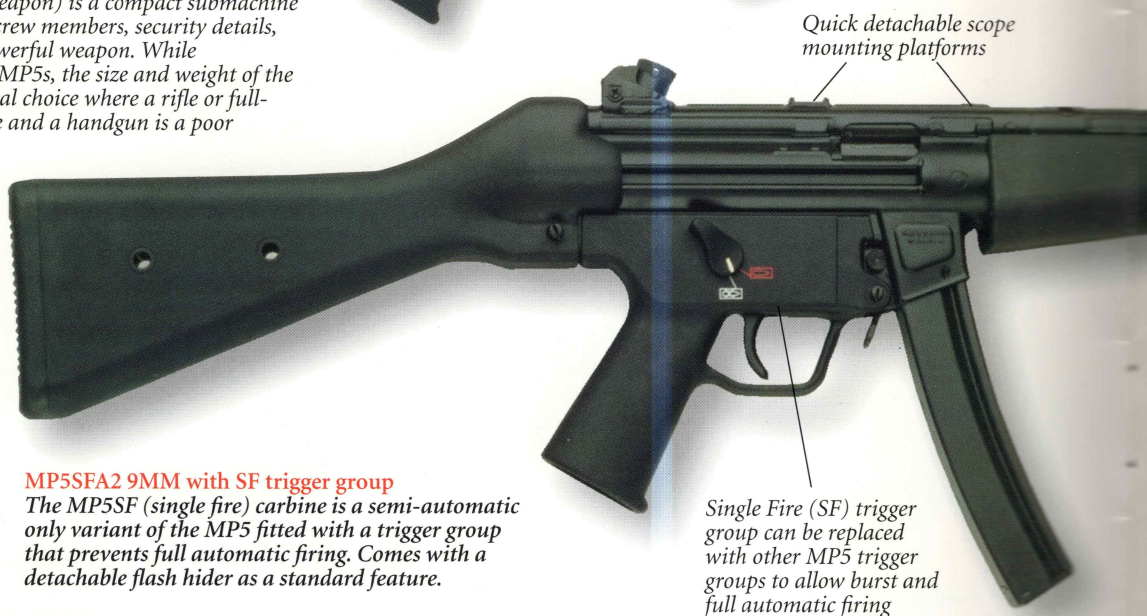 eapon) is a compact submachine
crew members, security details,
werful weapon. While
MP5s, the size and weight of the
al choice where a rifle or full-
e and a handgun is a poor
Quick detachable scope
mounting platforms
MP5SFA2 9MM with SF trigger group
The MP5SF (single fire) carbine is a semi-automatic
only variant of the MP5 fitted with a trigger group
that prevents full automatic firing. Comes with a
detachable flash hider as a standard feature.
Single Fire (SF) trigger
group can be replaced
with other MP5 trigger
groups to allow burst and
full automatic firing